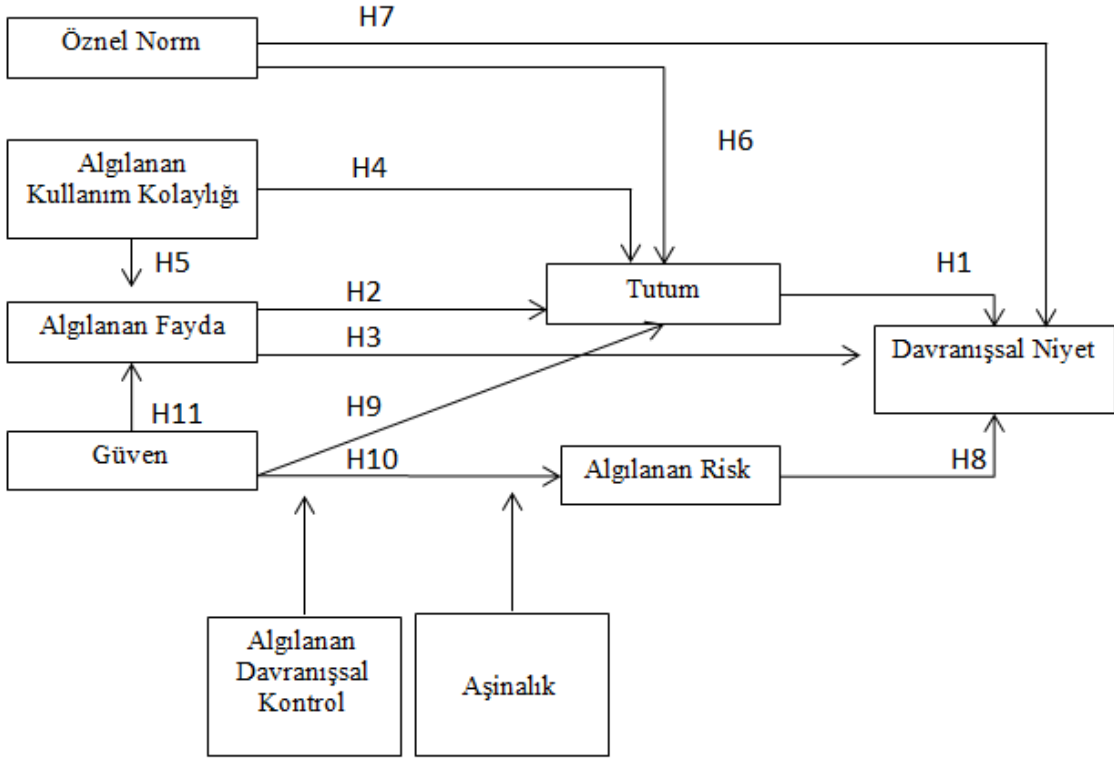 H7
Öznel Norm
H6
Algılanan
Kullanım Kolaylığı
H4
H5
H1
Tutum
H2
Algılanan Fayda
H3
Davranışsal Niyet
H11
H9
Güven
H10
Algılanan Risk
H8
Algılanan
Davranışsal
Kontrol
Aşinalık